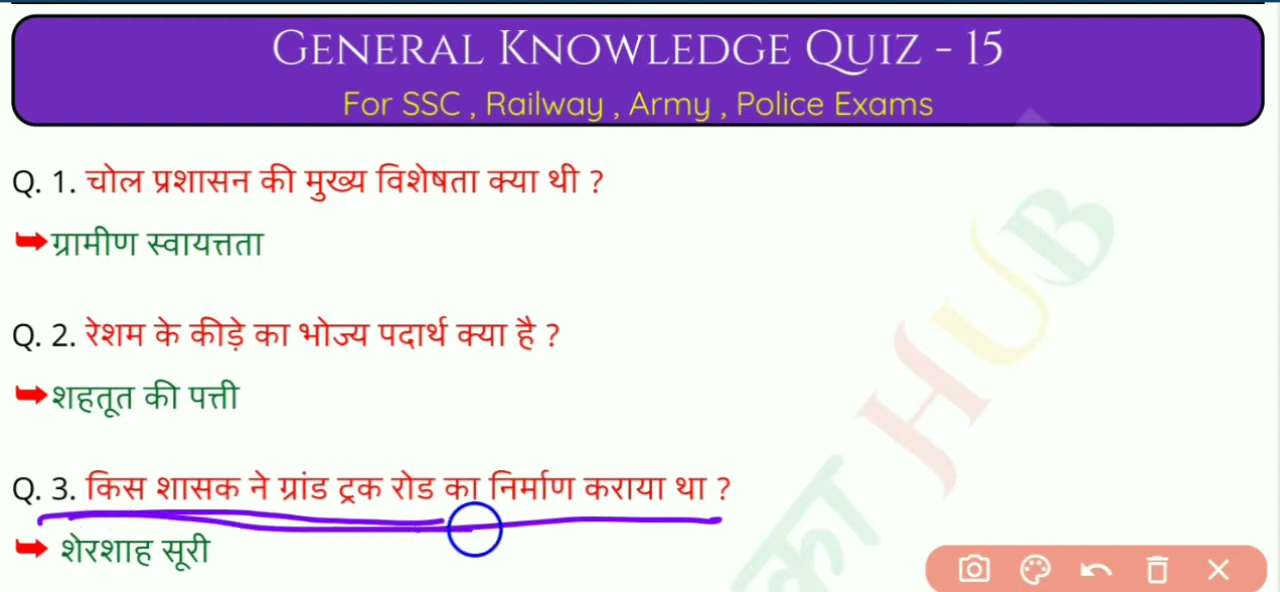 GENERAL KNOWLEDGE QUIZ - 15
For SSC , Railway , Army , Police Exams
Q. 1. चोल प्रशासन की मुख्य विशेषता क्या थी ?
ग्रामीण स्वायत्तता
Q. 2. रेशम के कीड़े का भोज्य पदार्थ क्या है ?
शहतूत की पत्ती
Q. 3. किस शासक ने ग्रांड ट्रक रोड का निर्माण कराया था ?
शेरशाह सूरी
का HUB